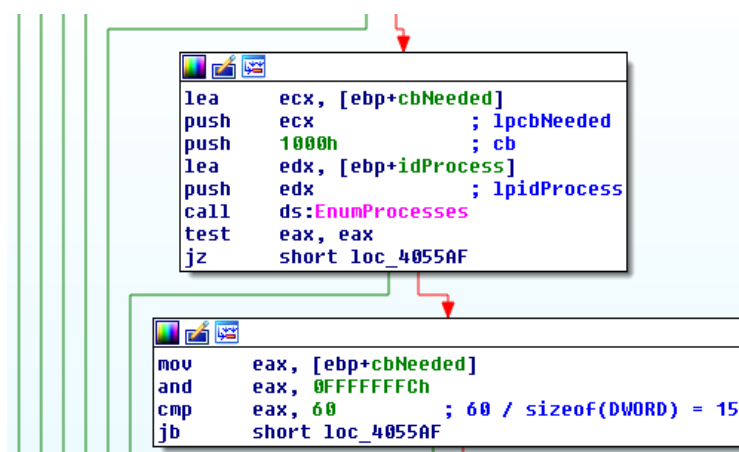 lea ecx, [ebp+cbNeeded]
push ecx ; lpcbNeeded
push 1000h ; cb
lea edx, [ebp+idProcess]
push edx ; lpidProcess
call ds:EnumProcesses
test eax, eax
jz short loc_4055AF
mov eax, [ebp+cbNeeded]
and eax, 0FFFFFFFCh
cmp eax, 60 ; 60 / sizeof(DWORD) = 15
jb short loc_4055AF